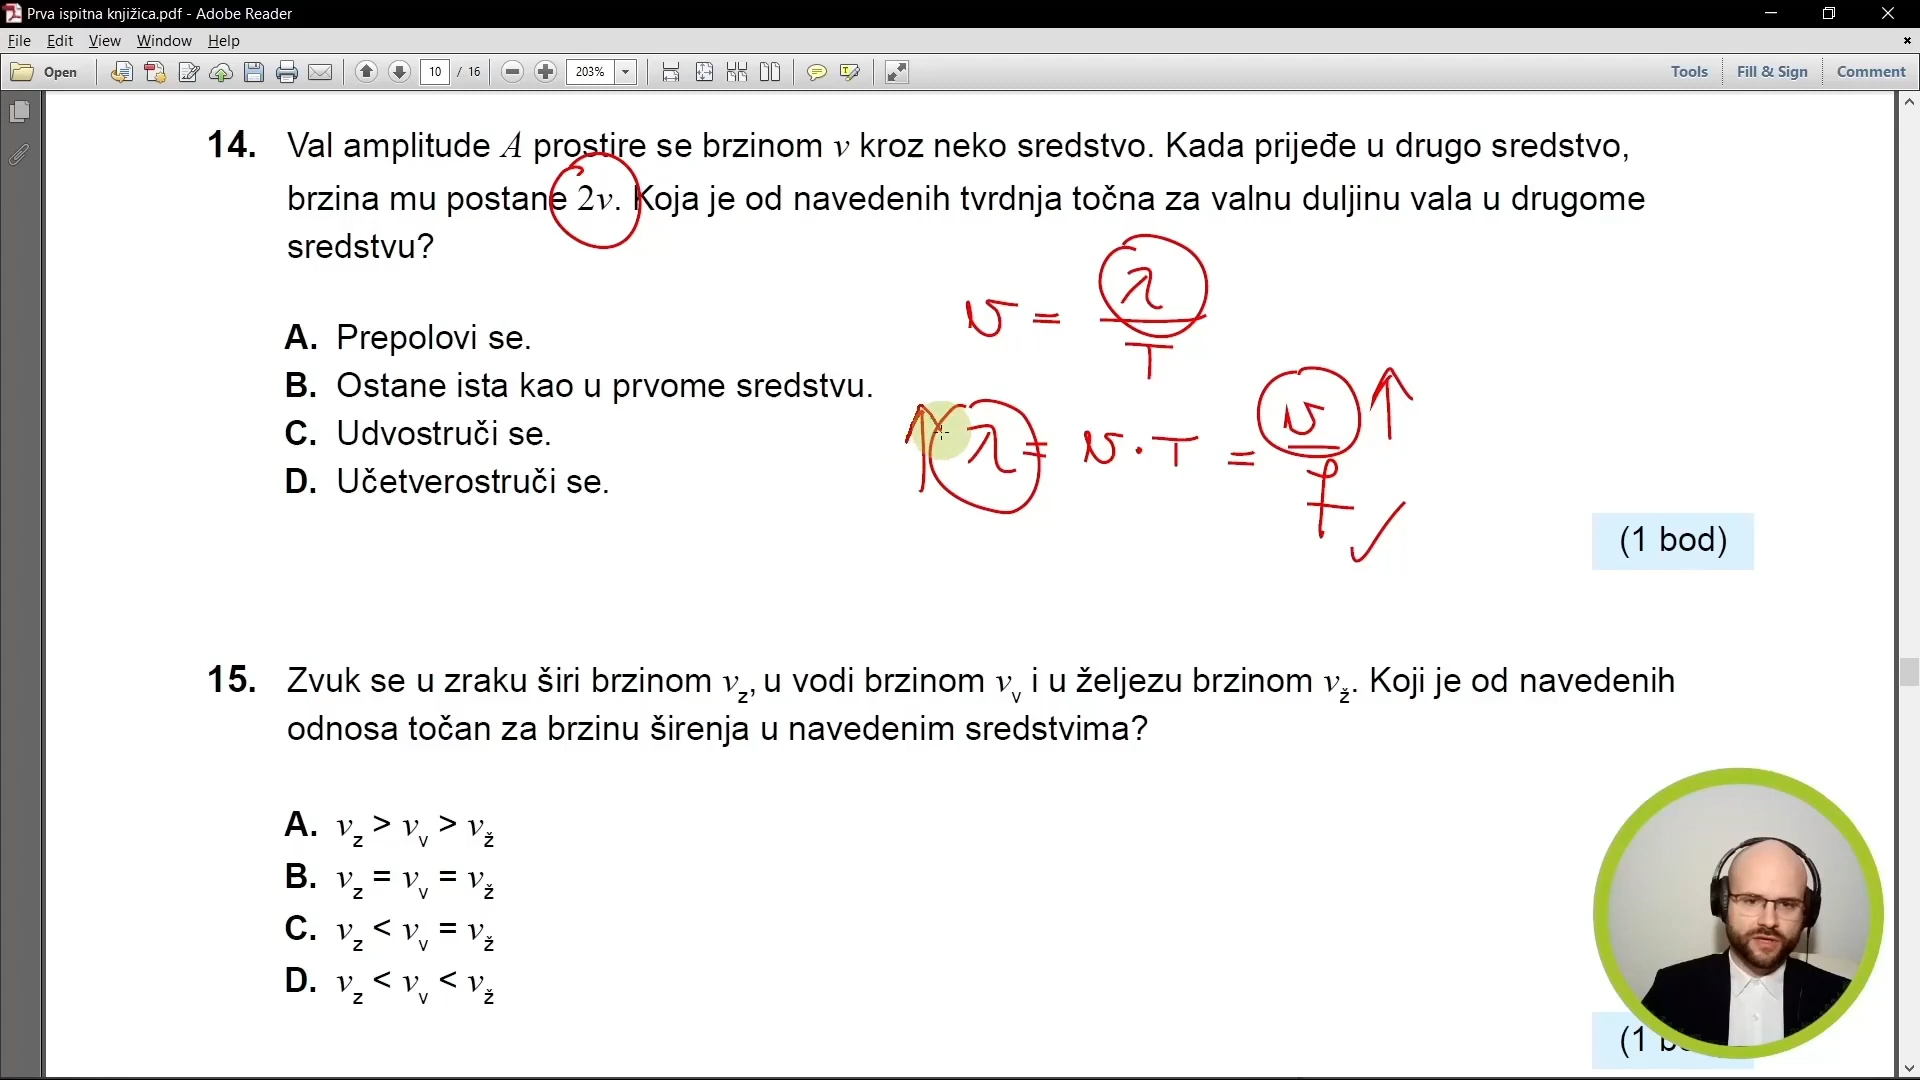 Prva ispitna knjižica.pdf - Adobe Reader
File Edit View Window Help
Open 10 / 16 203% Tools Fill & Sign Comment
14. Val amplitude A prostire se brzinom v kroz neko sredstvo. Kada prijeđe u drugo sredstvo,
brzina mu postane 2v. Koja je od navedenih tvrdnja točna za valnu duljinu vala u drugome
sredstvu?
v = λ / T
A. Prepolovi se.
B. Ostane ista kao u prvome sredstvu.
C. Udvostruči se.
D. Učetverostruči se.
↑ λ = v · T = v / f ↑ ✓
(1 bod)
15. Zvuk se u zraku širi brzinom vz, u vodi brzinom vv i u željezu brzinom vž. Koji je od navedenih
odnosa točan za brzinu širenja u navedenim sredstvima?
A. vz > vv > vž
B. vz = vv = vž
C. vz < vv = vž
D. vz < vv < vž
(1